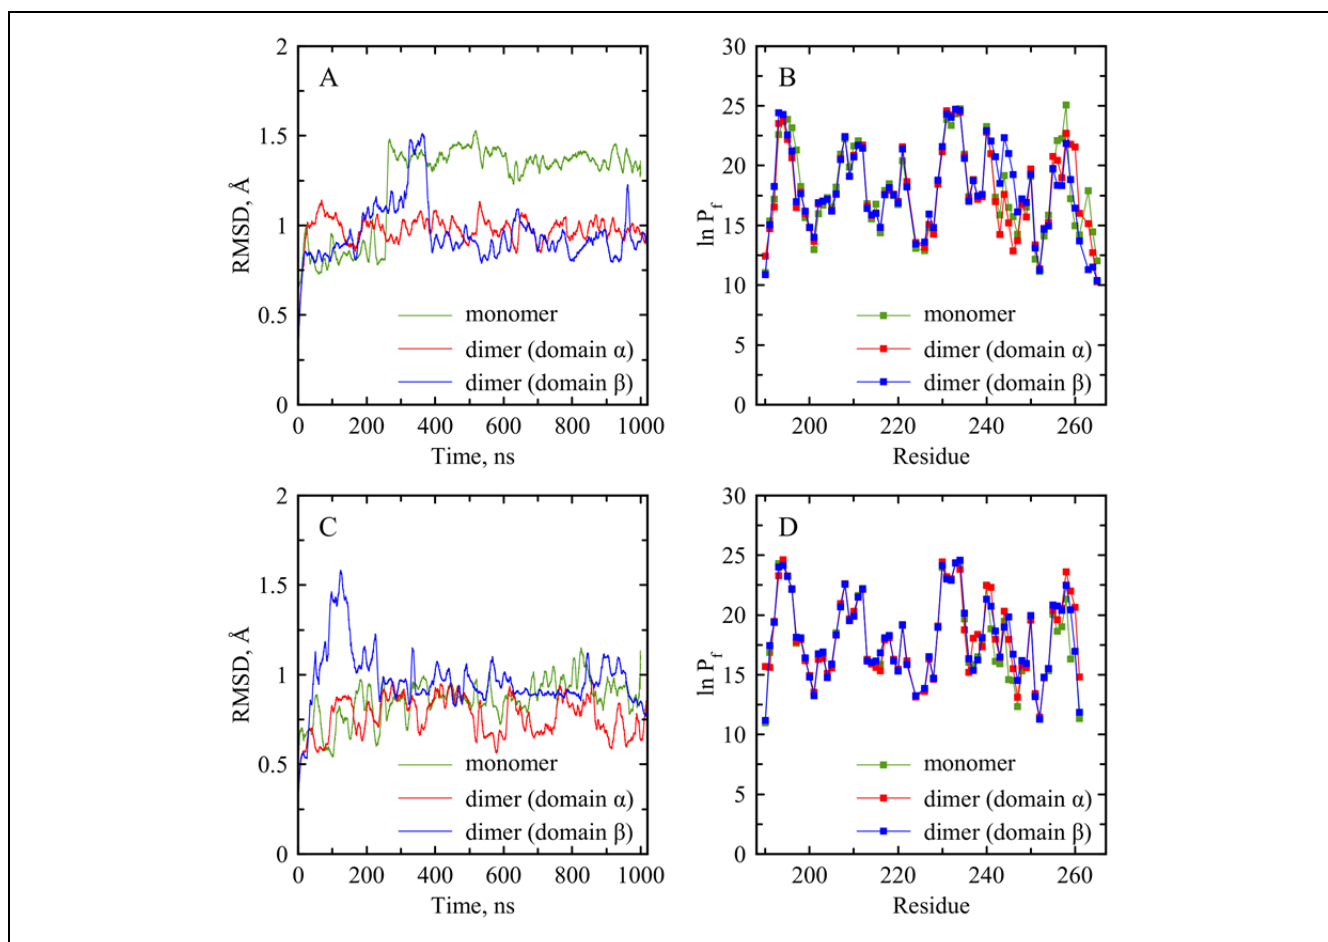 A
RMSD, Å
2
1.5
1
0.5
0
monomer
dimer (domain α)
dimer (domain β)
0 200 400 600 800 1000
Time, ns
B
ln P_f
30
25
20
15
10
5
0
monomer
dimer (domain α)
dimer (domain β)
200 220 240 260
Residue
C
RMSD, Å
2
1.5
1
0.5
0
monomer
dimer (domain α)
dimer (domain β)
0 200 400 600 800 1000
Time, ns
D
ln P_f
30
25
20
15
10
5
0
monomer
dimer (domain α)
dimer (domain β)
200 220 240 260
Residue